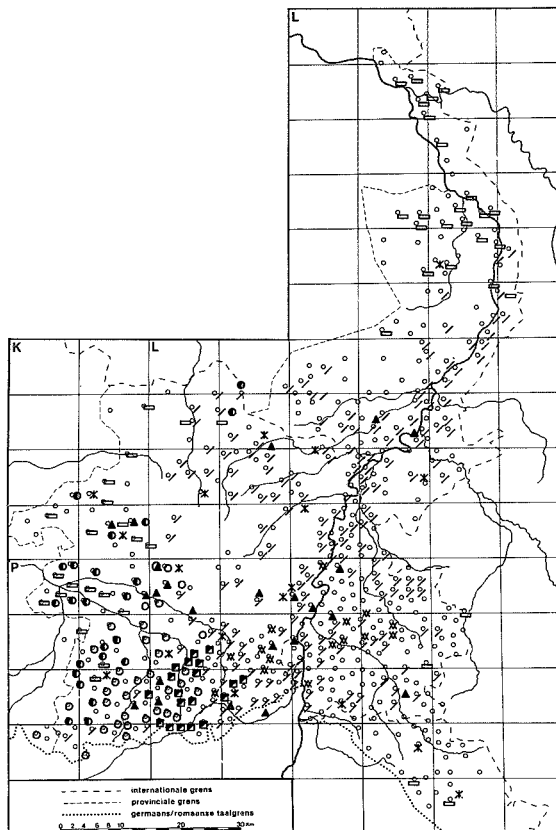 L
K L
P
internationale grens
provinciale grens
germaans/romaanse taalgrens
0 2 4 6 8 10 20 30 Km